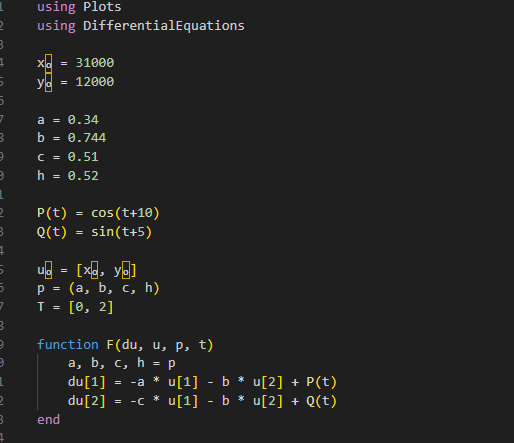 using Plots
using DifferentialEquations
x₀ = 31000
y₀ = 12000
a = 0.34
b = 0.744
c = 0.51
h = 0.52
P(t) = cos(t+10)
Q(t) = sin(t+5)
u₀ = [x₀, y₀]
p = (a, b, c, h)
T = [0, 2]
function F(du, u, p, t)
    a, b, c, h = p
    du[1] = -a * u[1] - b * u[2] + P(t)
    du[2] = -c * u[1] - b * u[2] + Q(t)
end